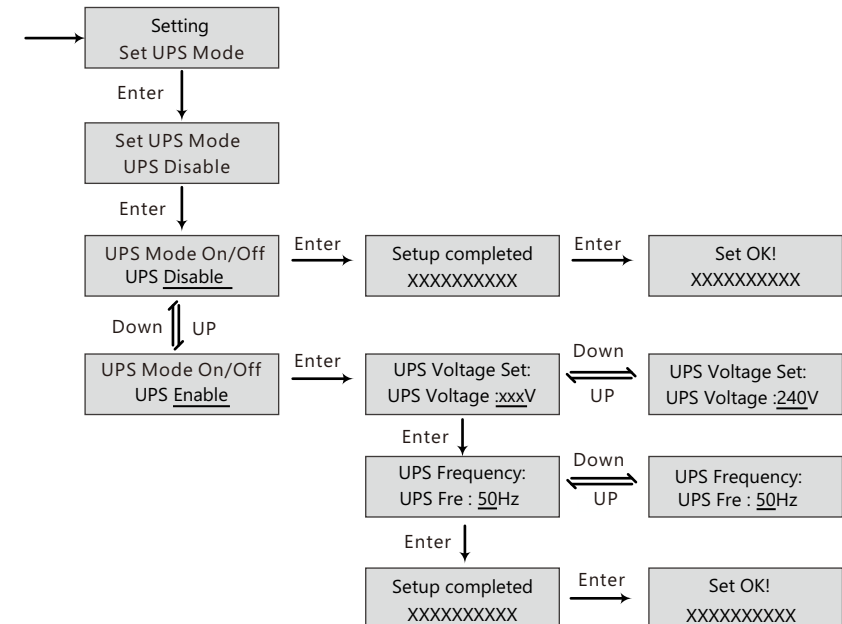 Setting
Set UPS Mode
Enter
Set UPS Mode
UPS Disable
Enter
UPS Mode On/Off
UPS Disable
Enter
Setup completed
XXXXXXXXXX
Enter
Set OK!
XXXXXXXXXX
Down
UP
UPS Mode On/Off
UPS Enable
Enter
UPS Voltage Set:
UPS Voltage :xxxV
Down
UP
UPS Voltage Set:
UPS Voltage :240V
Enter
UPS Frequency:
UPS Fre : 50Hz
Down
UP
UPS Frequency:
UPS Fre : 50Hz
Enter
Setup completed
XXXXXXXXXX
Enter
Set OK!
XXXXXXXXXX